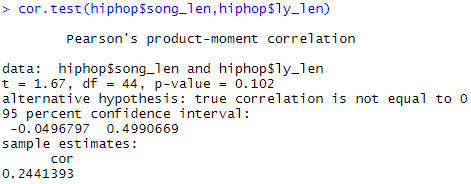 > cor.test(hiphop$song_len,hiphop$ly_len)
Pearson's product-moment correlation
data:  hiphop$song_len and hiphop$ly_len
t = 1.67, df = 44, p-value = 0.102
alternative hypothesis: true correlation is not equal to 0
95 percent confidence interval:
 -0.0496797  0.4990669
sample estimates:
      cor
0.2441393